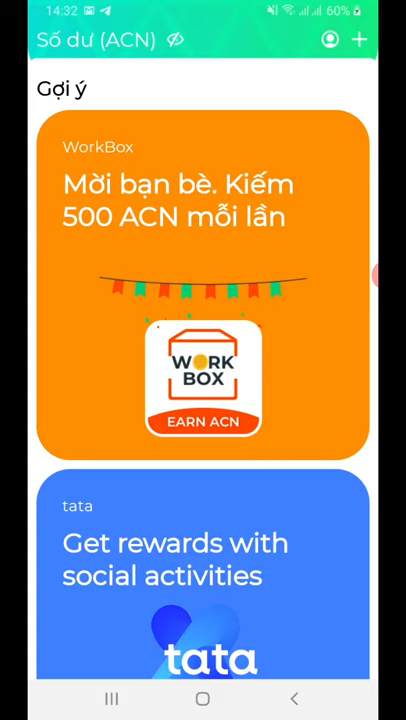 14:32
60%
Số dư (ACN)
Gợi ý
WorkBox
Mời bạn bè. Kiếm
500 ACN mỗi lần
WORK
BOX
EARN ACN
tata
Get rewards with
social activities
tata